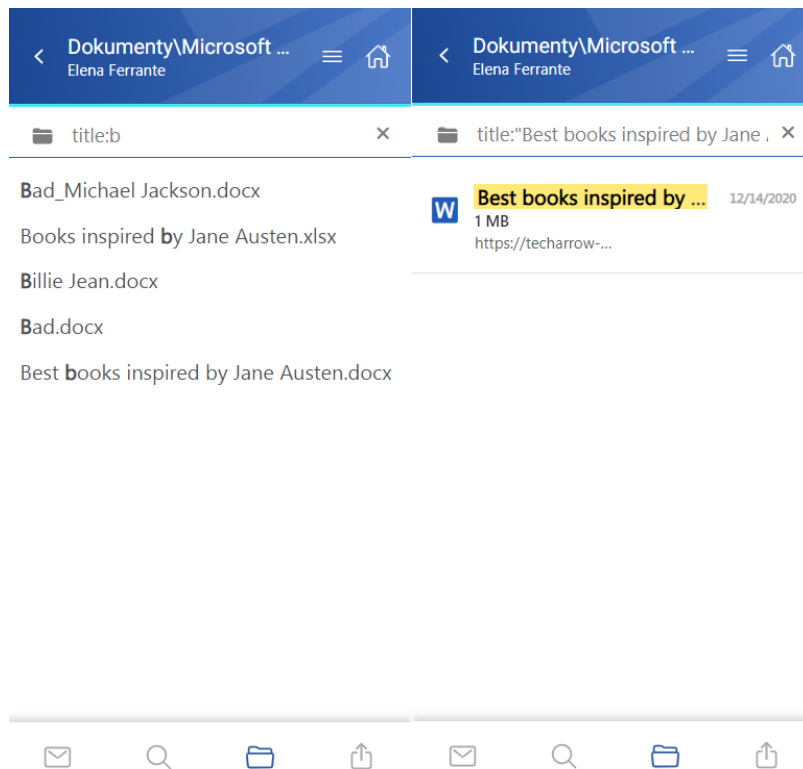 Dokumenty\Microsoft ...
Elena Ferrante
title:b
Bad_Michael Jackson.docx
Books inspired by Jane Austen.xlsx
Billie Jean.docx
Bad.docx
Best books inspired by Jane Austen.docx
Dokumenty\Microsoft ...
Elena Ferrante
title:"Best books inspired by Jane
W
Best books inspired by ...
12/14/2020
1 MB
https://techarrow-...